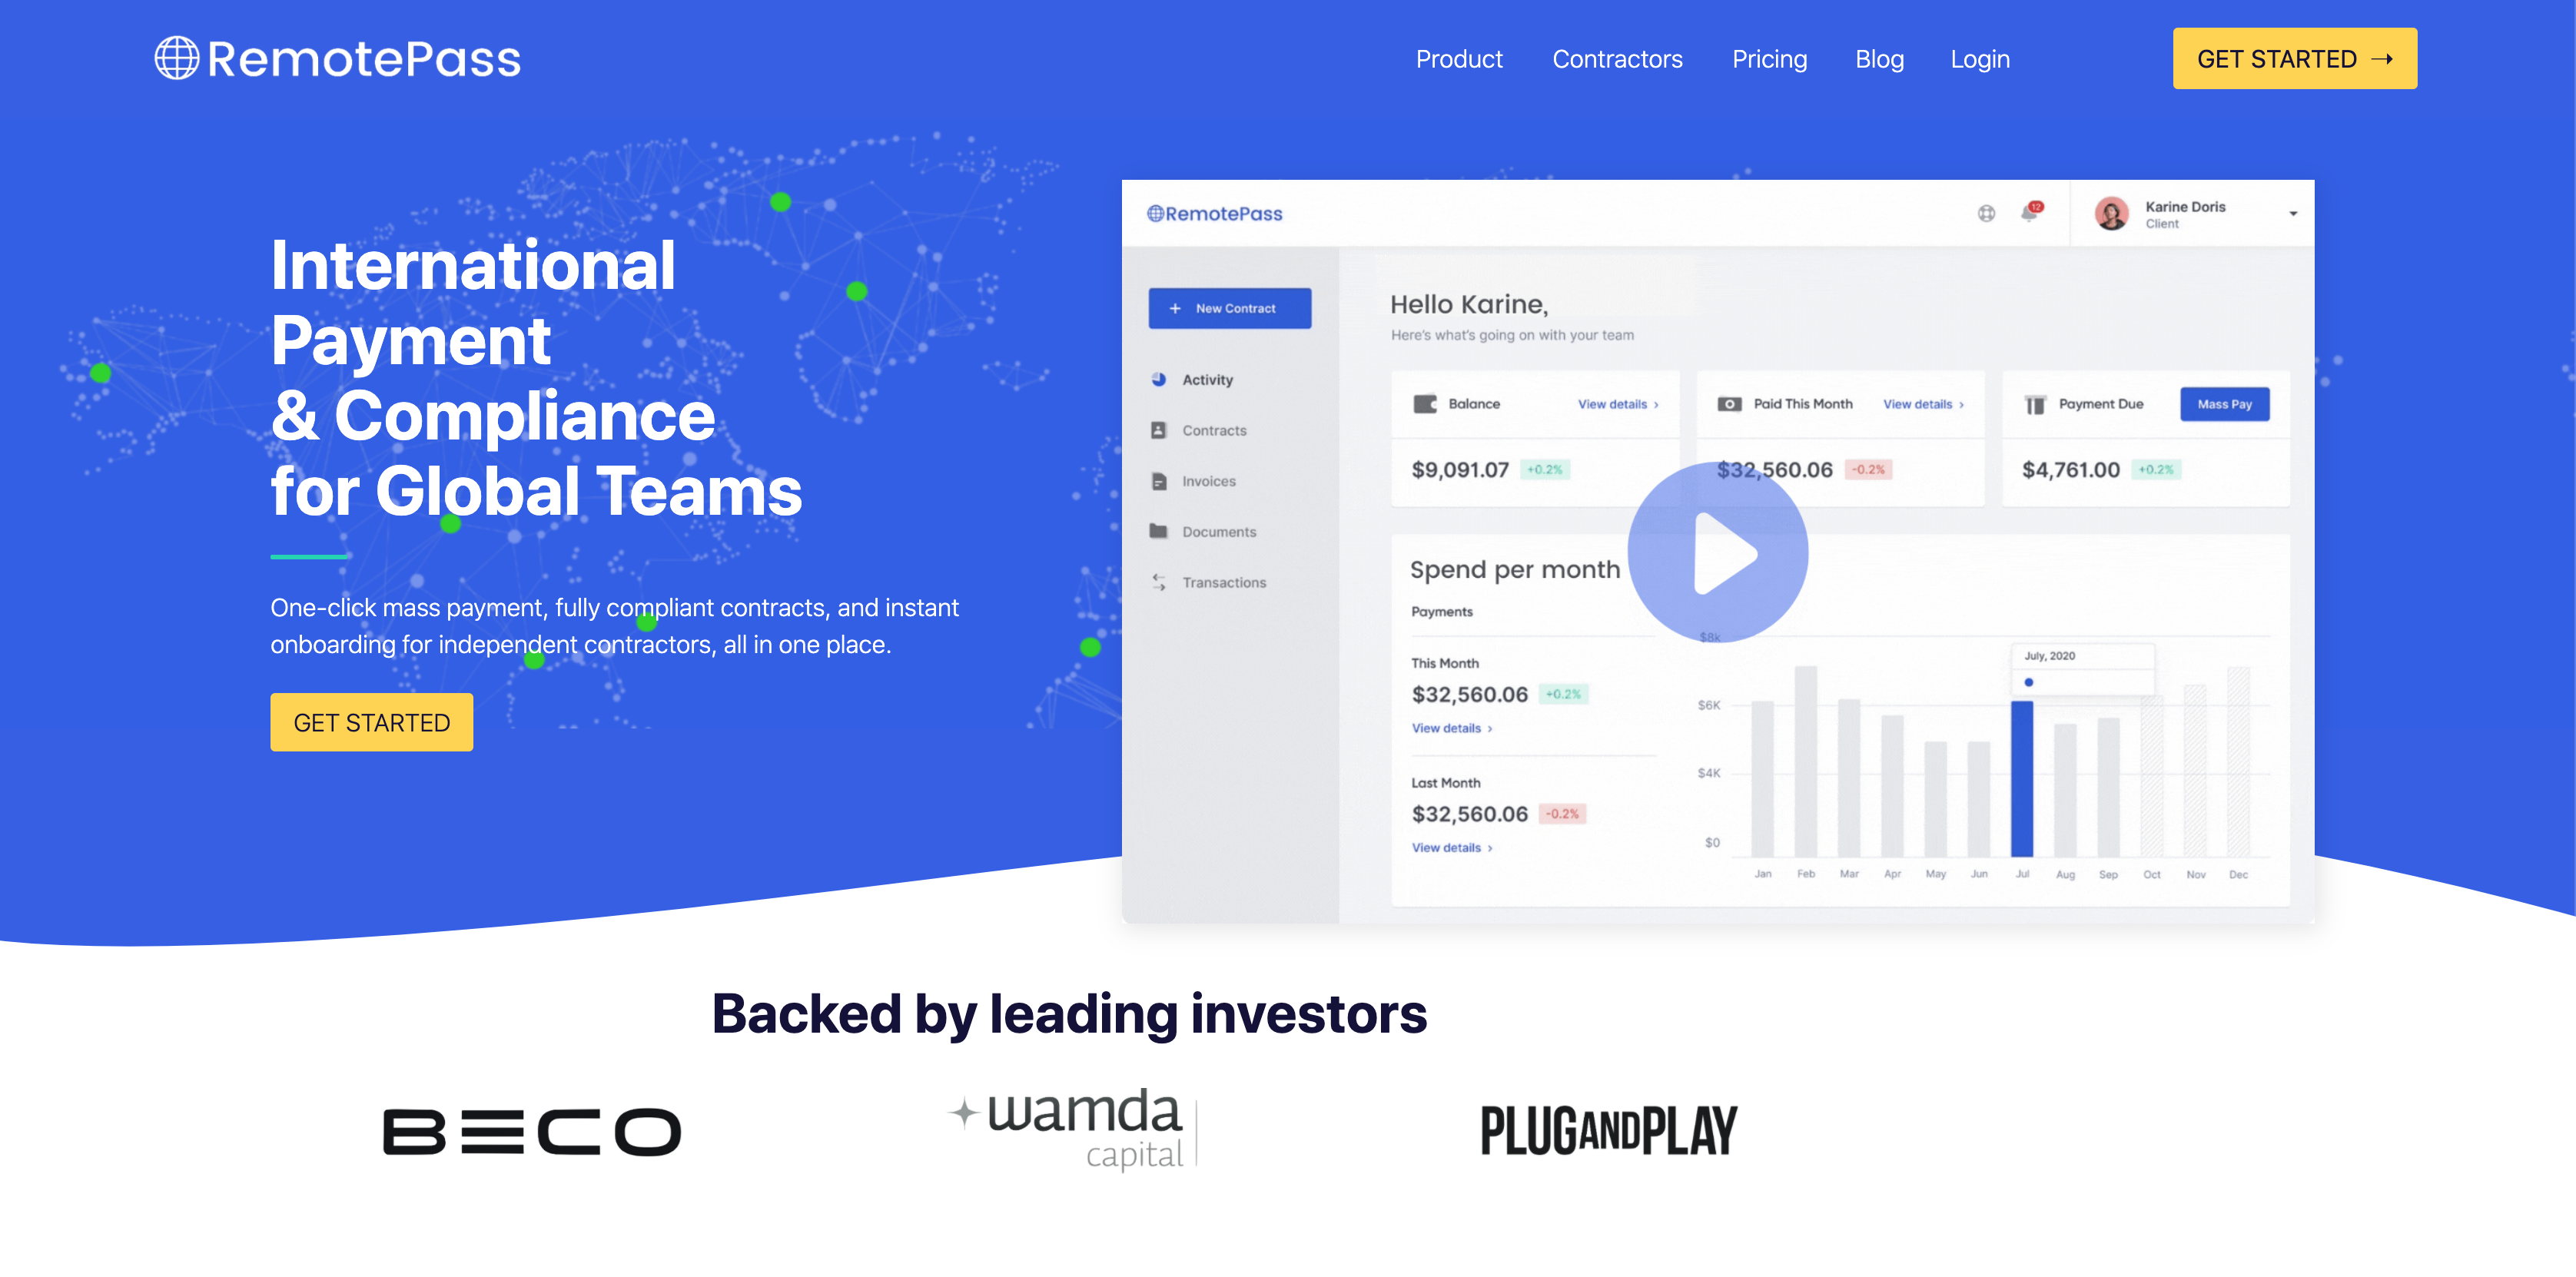 RemotePass
Product Contractors Pricing Blog Login
GET STARTED →
International
Payment
& Compliance
for Global Teams
One-click mass payment, fully compliant contracts, and instant
onboarding for independent contractors, all in one place.
GET STARTED
RemotePass
12
Karine Doris
Client
+ New Contract
Activity
Contracts
Invoices
Documents
Transactions
Hello Karine,
Here's what's going on with your team
Balance View details >
$9,091.07 +0.2%
Paid This Month View details >
$32,560.06 -0.2%
Payment Due Mass Pay
$4,761.00 +0.2%
Spend per month
Payments
This Month
$32,560.06 +0.2%
View details >
Last Month
$32,560.06 -0.2%
View details >
$8k
$6K
$4K
$0
July, 2020
Jan Feb Mar Apr May Jun Jul Aug Sep Oct Nov Dec
Backed by leading investors
BECO
wamda
capital
PLUGANDPLAY